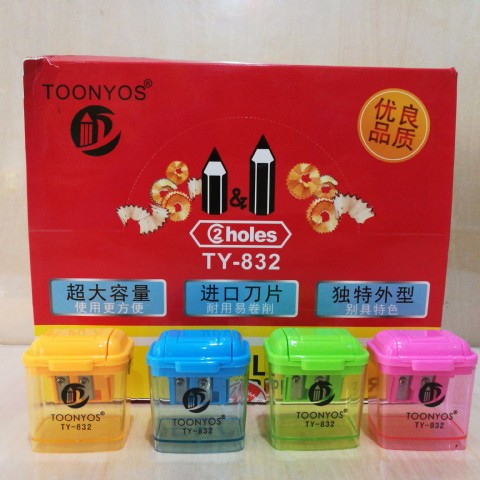 TOONYOS®
优良
品质
&
2holes
TY-832
超大容量
使用更方便
进口刀片
耐用易卷削
独特外型
别具特色
TOONYOS
TY-832
TOONYOS
TY-832
TOONYOS
TY-832
TOONYOS
TY-832